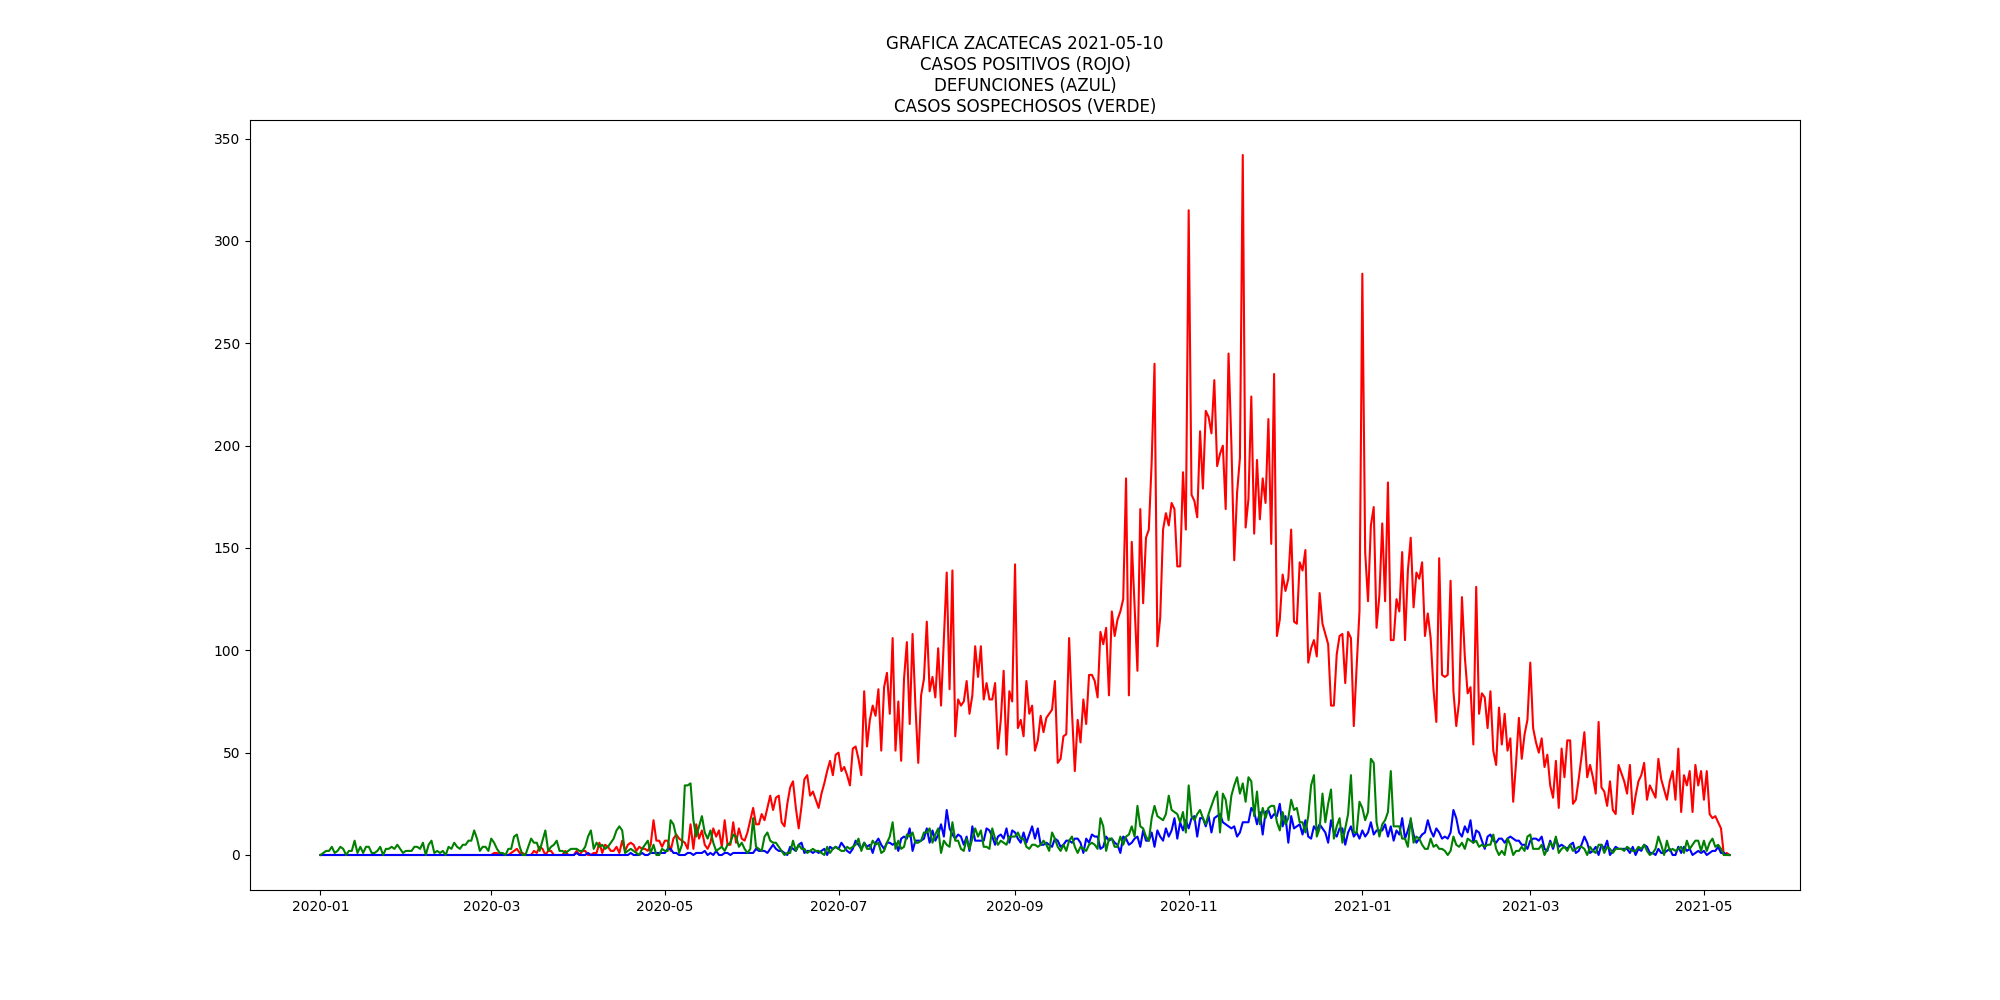 GRAFICA ZACATECAS 2021-05-10
CASOS POSITIVOS (ROJO)
DEFUNCIONES (AZUL)
CASOS SOSPECHOSOS (VERDE)
350
300
250
200
150
100
50
0
2020-01 2020-03 2020-05 2020-07 2020-09 2020-11 2021-01 2021-03 2021-05